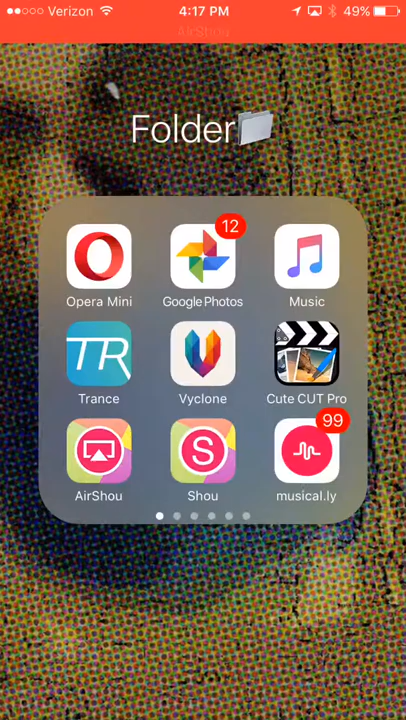 Verizon 4:17 PM 49%
AirShou
Folder
12
Opera Mini Google Photos Music
TR
Trance Vyclone Cute CUT Pro
99
S
AirShou Shou musical.ly